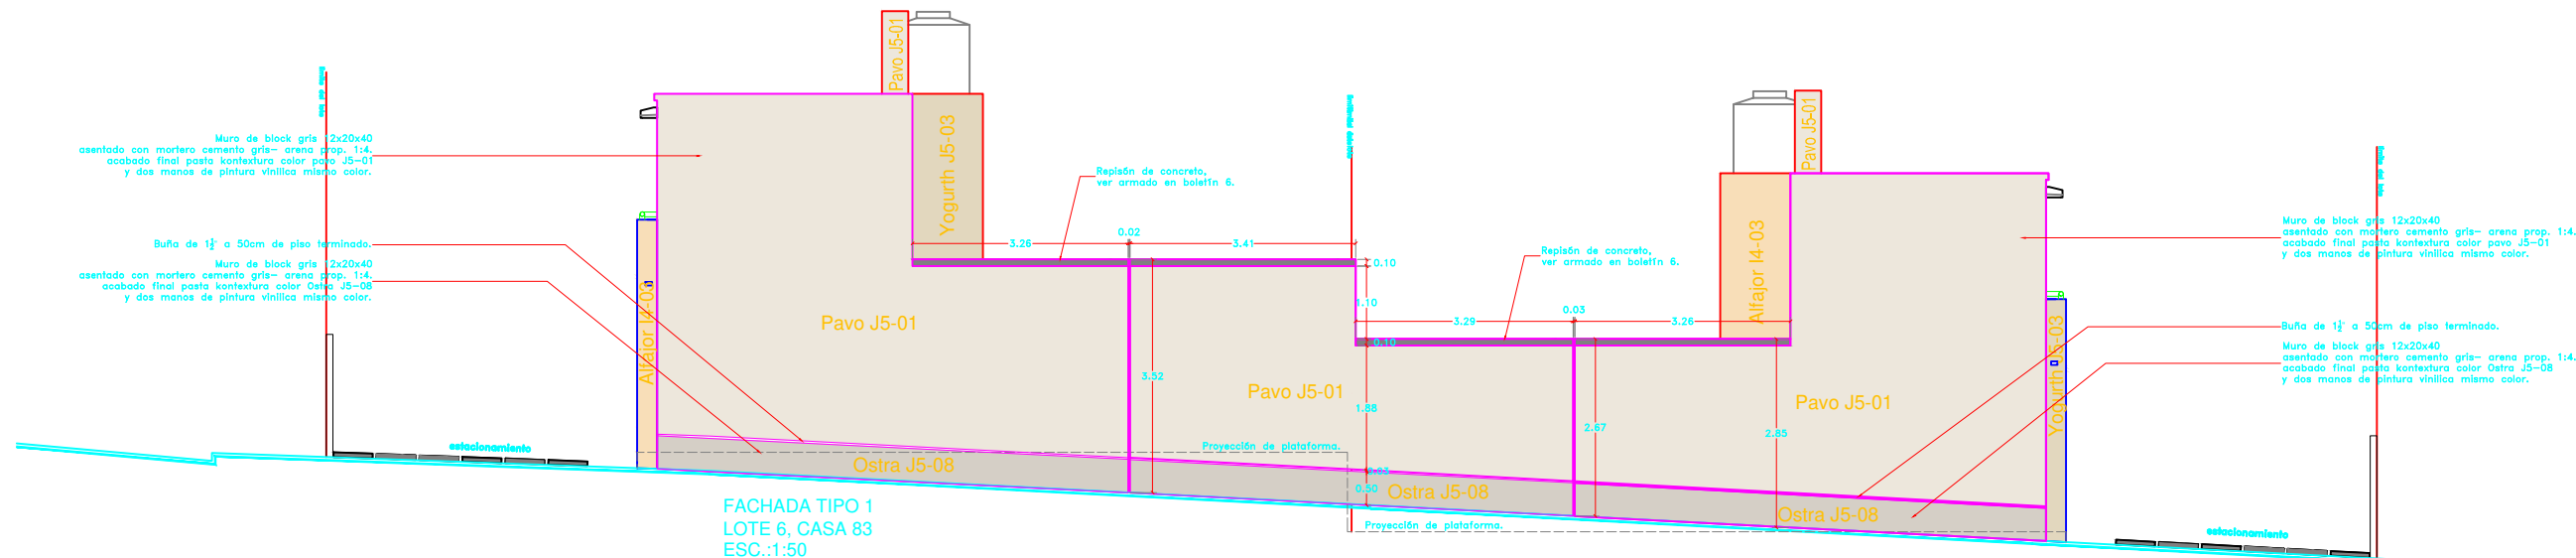 Pavo J5-01
Pavo J5-01
Yogurth J5-03
Alfajor I4-03
Muro de block gris 12x20x40
asentado con mortero cemento gris- arena prop. 1:4.
acabado final pasta kontextura color pavo J5-01
y dos manos de pintura vinilica mismo color.
Buña de 1½" a 50cm de piso terminado.
Muro de block gris 12x20x40
asentado con mortero cemento gris- arena prop. 1:4.
acabado final pasta kontextura color Ostra J5-08
y dos manos de pintura vinilica mismo color.
Repisón de concreto,
ver armado en boletín 6.
Repisón de concreto,
ver armado en boletín 6.
3.26
0.02
3.41
0.10
1.10
3.29
0.03
3.26
0.10
3.52
1.88
2.67
2.85
0.03
0.50
Alfajor I4-03
Pavo J5-01
Pavo J5-01
Pavo J5-01
Yogurth J5-03
Muro de block gris 12x20x40
asentado con mortero cemento gris- arena prop. 1:4.
acabado final pasta kontextura color pavo J5-01
y dos manos de pintura vinilica mismo color.
Buña de 1½" a 50cm de piso terminado.
Muro de block gris 12x20x40
asentado con mortero cemento gris- arena prop. 1:4.
acabado final pasta kontextura color Ostra J5-08
y dos manos de pintura vinilica mismo color.
estacionamiento
Proyección de plataforma.
Ostra J5-08
Ostra J5-08
Ostra J5-08
Proyección de plataforma.
estacionamiento
FACHADA TIPO 1
LOTE 6, CASA 83
ESC.:1:50